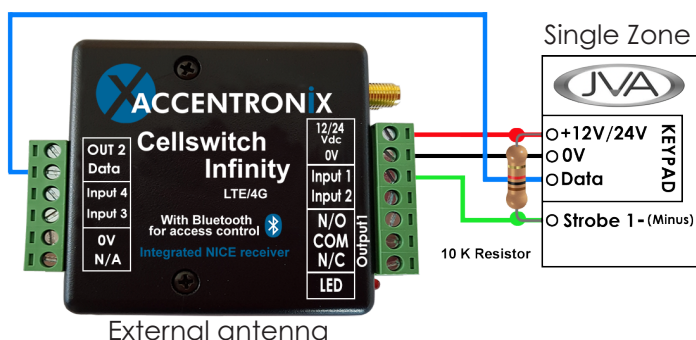 Single Zone
JVA
+12V/24V
0V
Data
KEYPAD
Strobe 1- (Minus)
10 K Resistor
XACCENTRONIX
Cellswitch
Infinity
LTE/4G
With Bluetooth
for access control
Integrated NICE receiver
OUT 2
Data
Input 4
Input 3
0V
N/A
12/24
Vdc
0V
Input 1
Input 2
N/O
COM
N/C
Output1
LED
External antenna